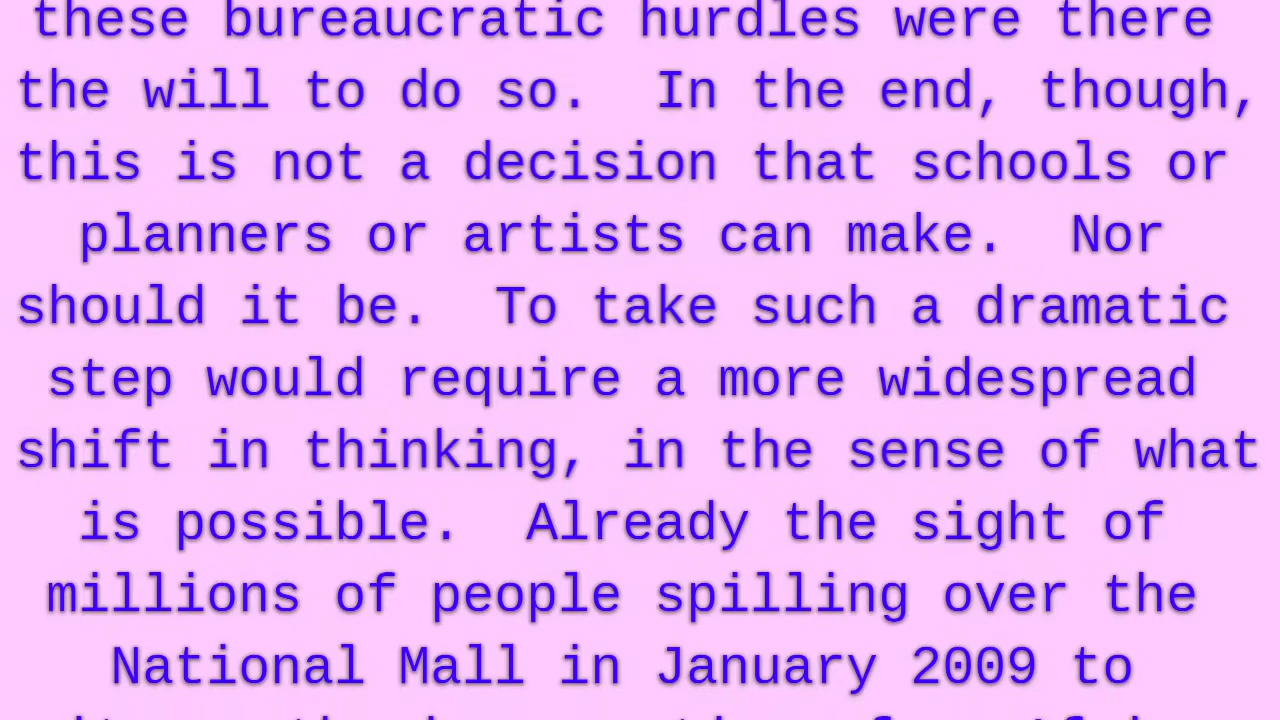 these bureaucratic hurdles were there
the will to do so.  In the end, though,
this is not a decision that schools or
planners or artists can make.  Nor
should it be.  To take such a dramatic
step would require a more widespread
shift in thinking, in the sense of what
is possible.  Already the sight of
millions of people spilling over the
National Mall in January 2009 to